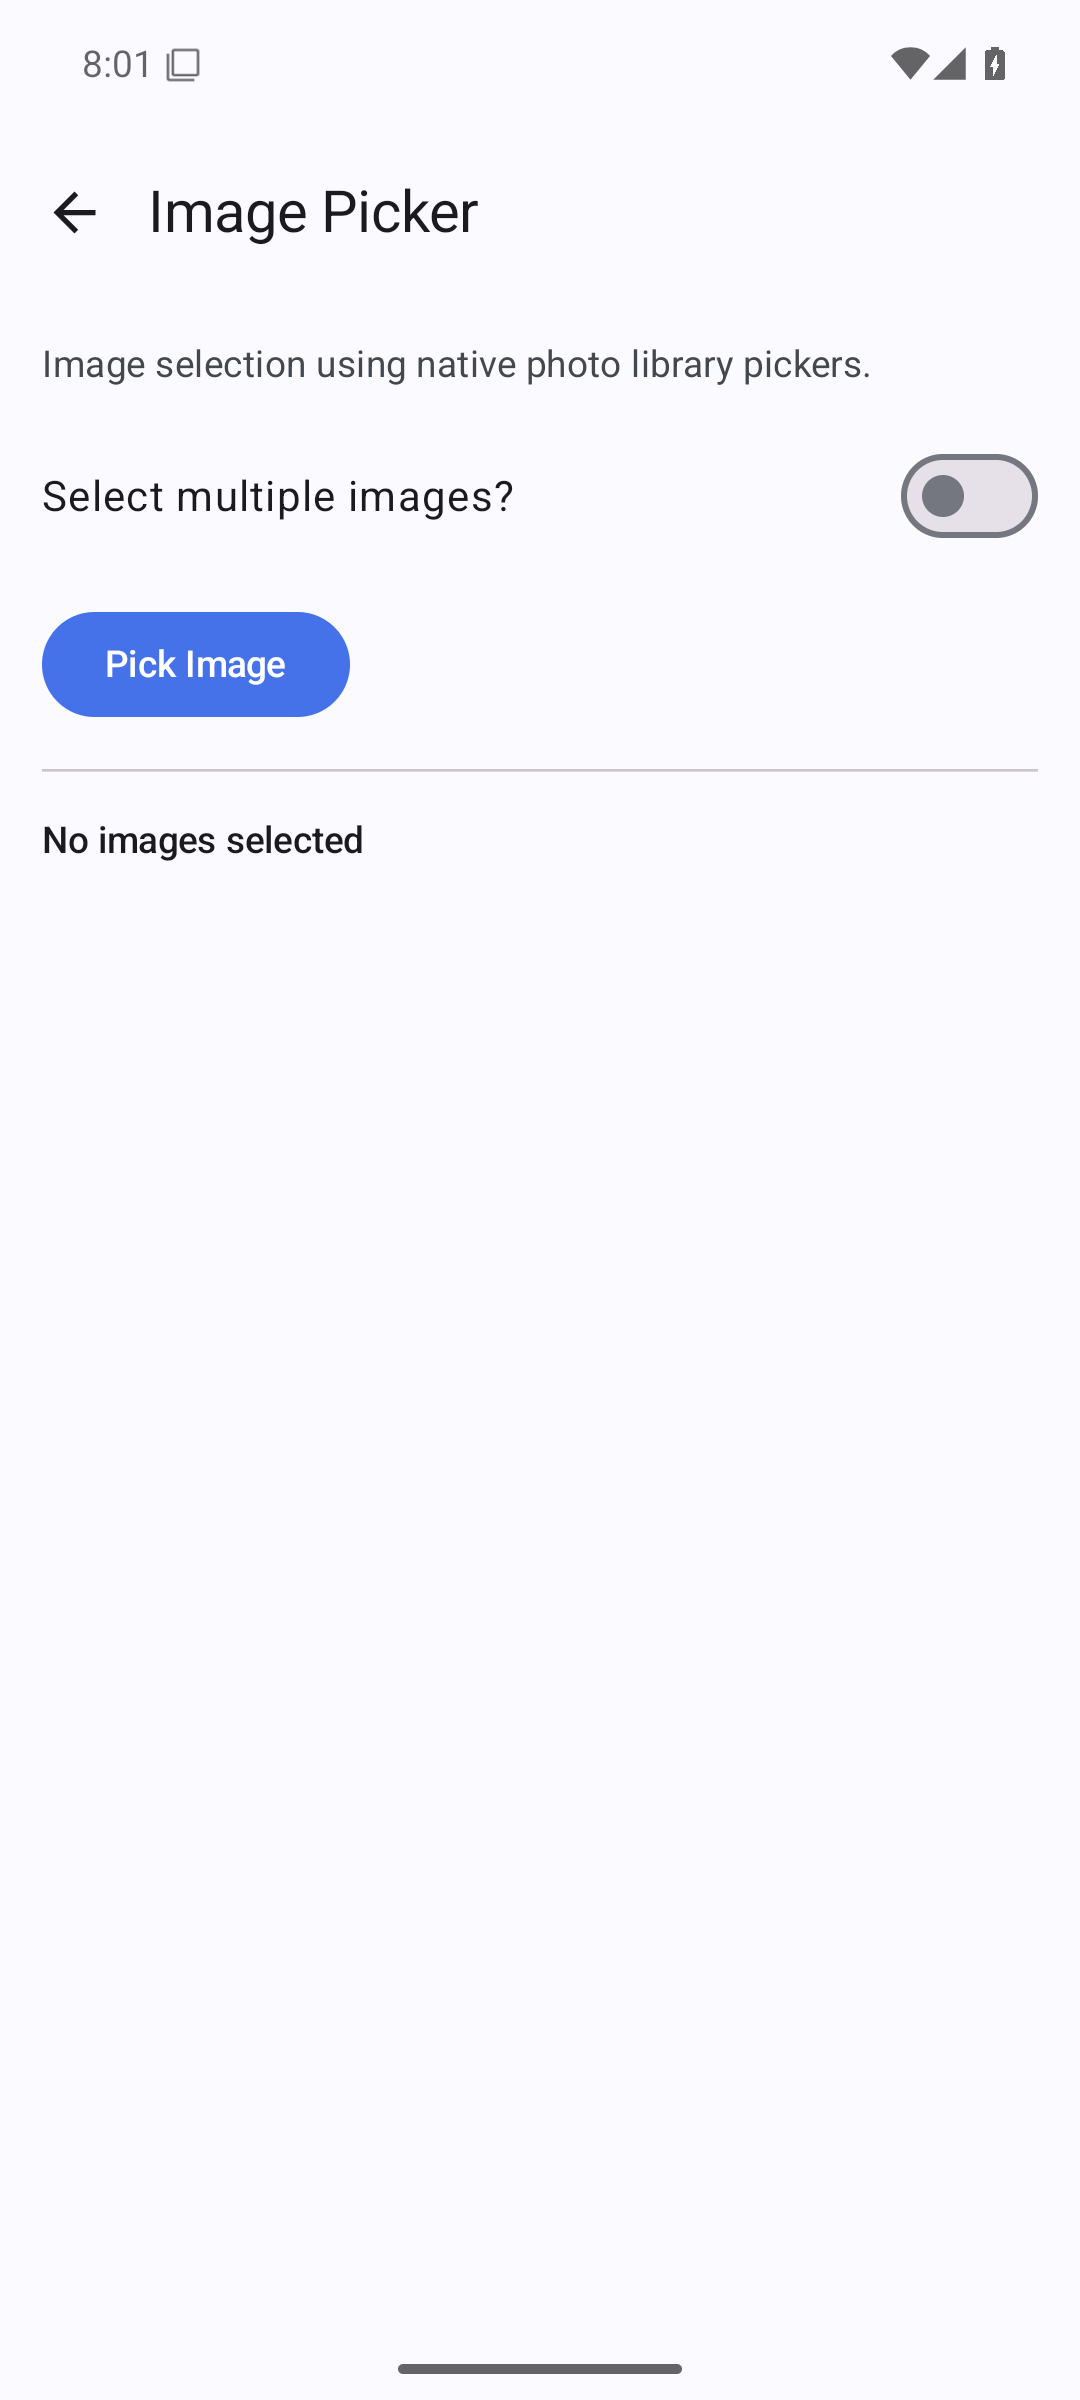 8:01
Image Picker
Image selection using native photo library pickers.
Select multiple images?
Pick Image
No images selected